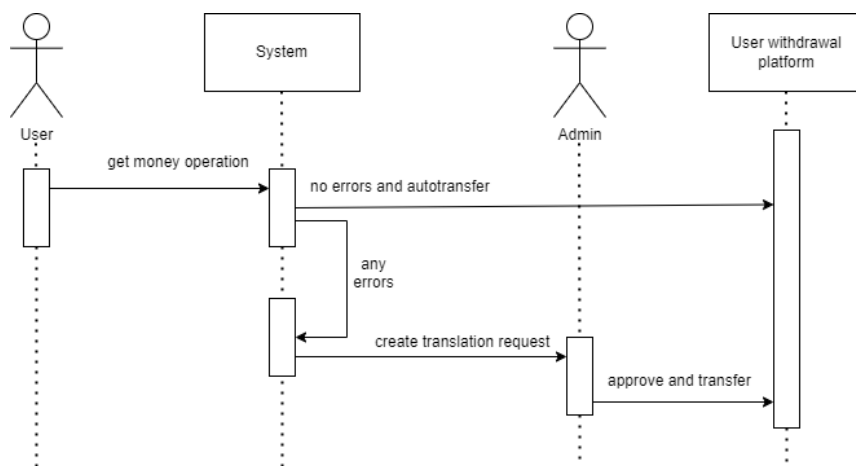 System
User withdrawal
platform
User
Admin
get money operation
no errors and autotransfer
any
errors
create translation request
approve and transfer